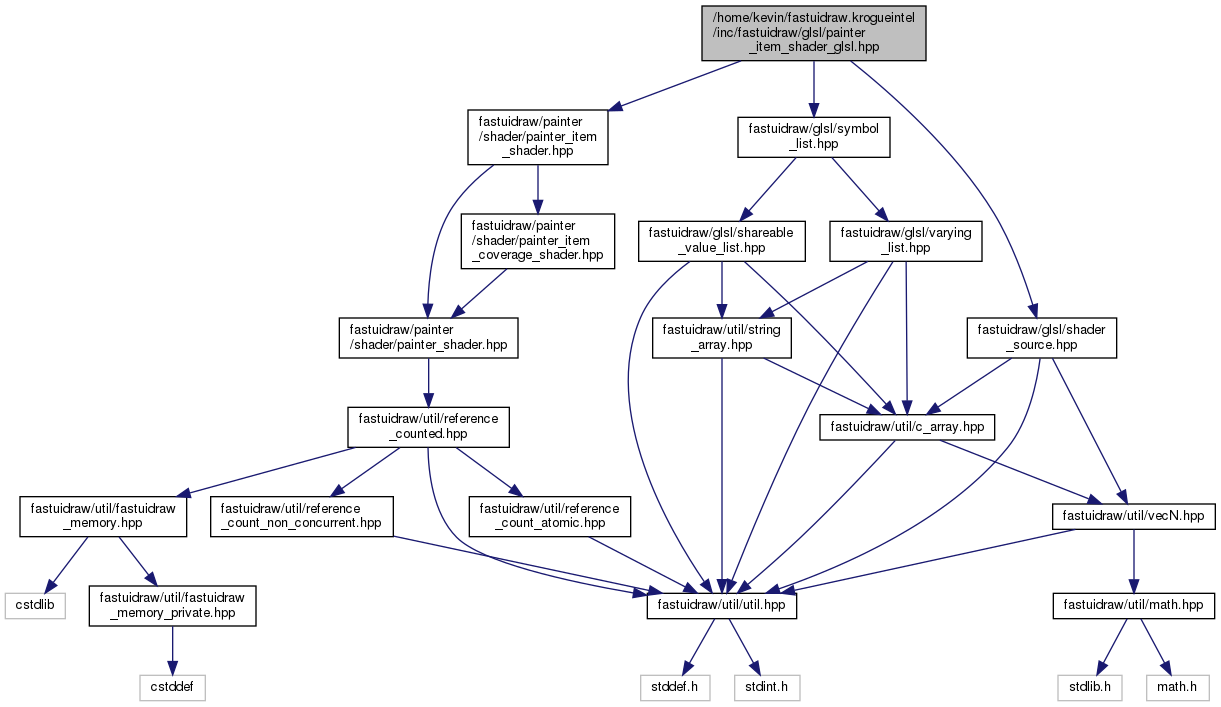 /home/kevin/fastuidraw.krogueintel
/inc/fastuidraw/glsl/painter
_item_shader_glsl.hpp
fastuidraw/painter
/shader/painter_item
_shader.hpp
fastuidraw/glsl/symbol
_list.hpp
fastuidraw/painter
/shader/painter_item
_coverage_shader.hpp
fastuidraw/glsl/shareable
_value_list.hpp
fastuidraw/glsl/varying
_list.hpp
fastuidraw/painter
/shader/painter_shader.hpp
fastuidraw/util/string
_array.hpp
fastuidraw/glsl/shader
_source.hpp
fastuidraw/util/reference
_counted.hpp
fastuidraw/util/c_array.hpp
fastuidraw/util/fastuidraw
_memory.hpp
fastuidraw/util/reference
_count_non_concurrent.hpp
fastuidraw/util/reference
_count_atomic.hpp
fastuidraw/util/vecN.hpp
cstdlib
fastuidraw/util/fastuidraw
_memory_private.hpp
fastuidraw/util/util.hpp
fastuidraw/util/math.hpp
cstddef
stddef.h
stdint.h
stdlib.h
math.h